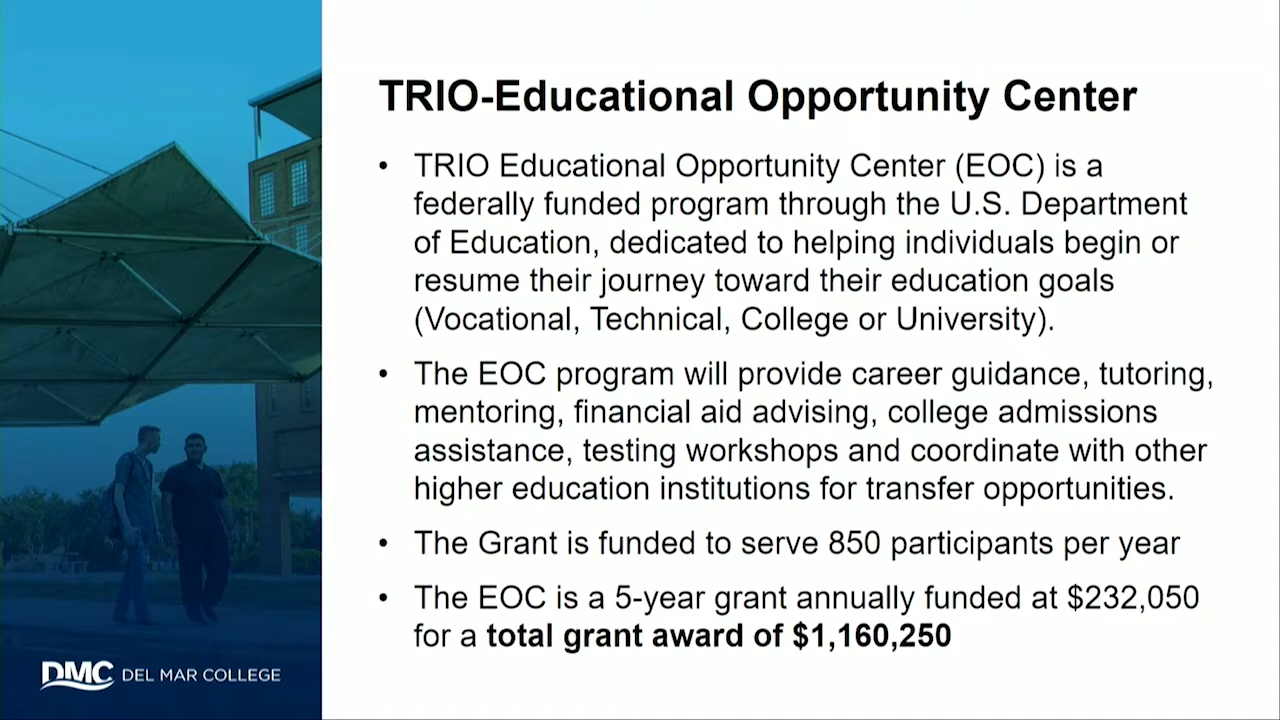 TRIO-Educational Opportunity Center
• TRIO Educational Opportunity Center (EOC) is a
federally funded program through the U.S. Department
of Education, dedicated to helping individuals begin or
resume their journey toward their education goals
(Vocational, Technical, College or University).
• The EOC program will provide career guidance, tutoring,
mentoring, financial aid advising, college admissions
assistance, testing workshops and coordinate with other
higher education institutions for transfer opportunities.
• The Grant is funded to serve 850 participants per year
• The EOC is a 5-year grant annually funded at $232,050
for a total grant award of $1,160,250
DMC DEL MAR COLLEGE